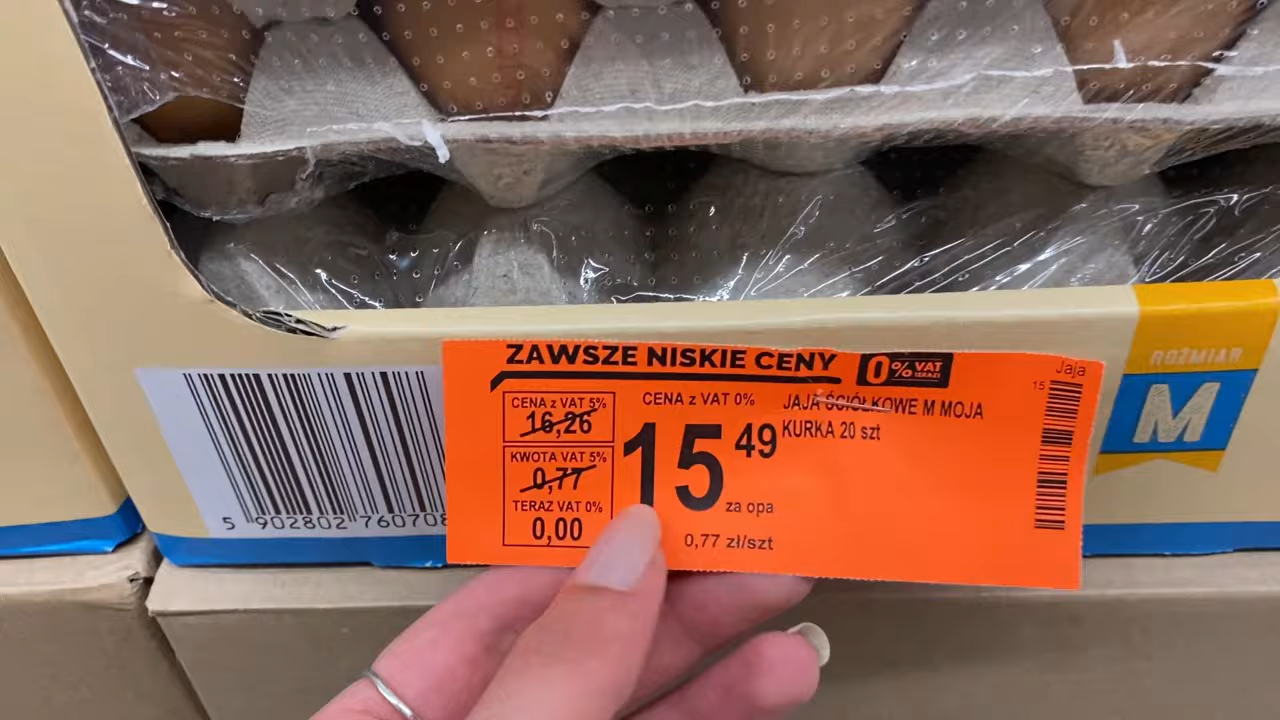 ZAWSZE NISKIE CENY
0% VAT
TERAZ!
Jaja
15
CENA z VAT 5%
16,26
KWOTA VAT 5%
0,77
TERAZ VAT 0%
0,00
CENA z VAT 0%
15 49
za opa
0,77 zł/szt
JAJA ŚCIÓŁKOWE M MOJA
KURKA 20 szt
5 902802 760708
ROZMIAR
M